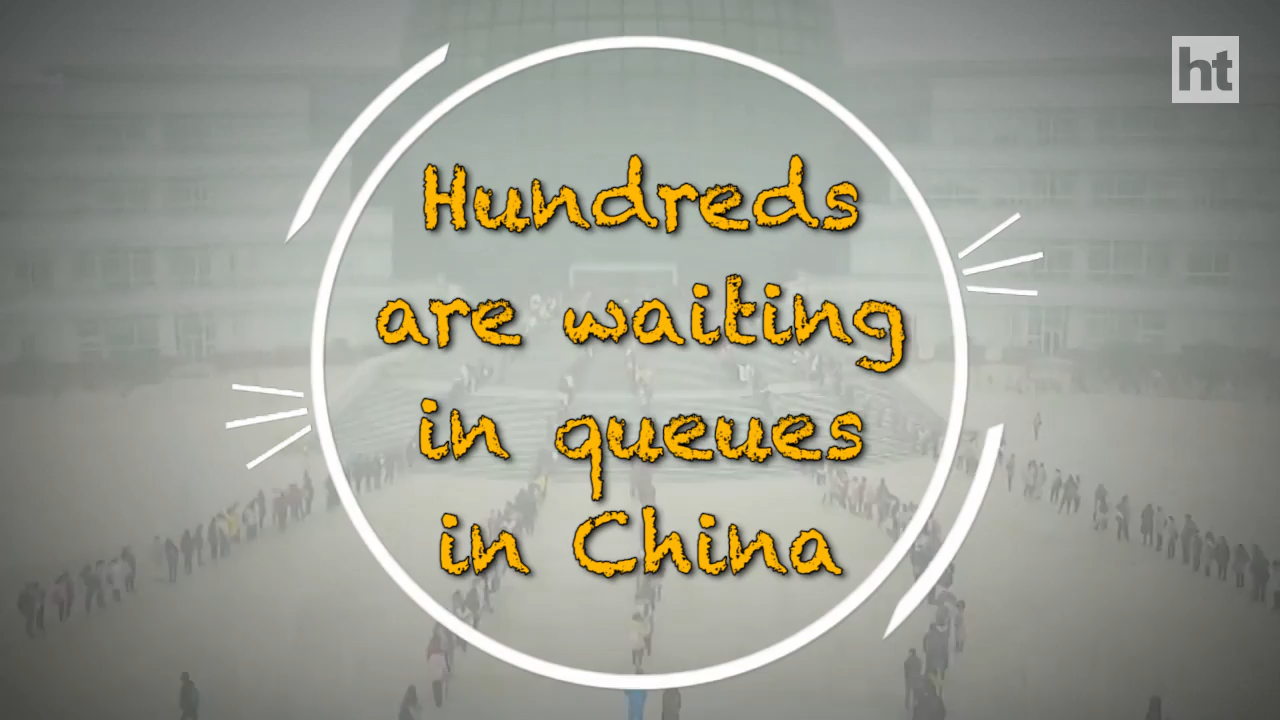 ht
Hundreds
are waiting
in queues
in China